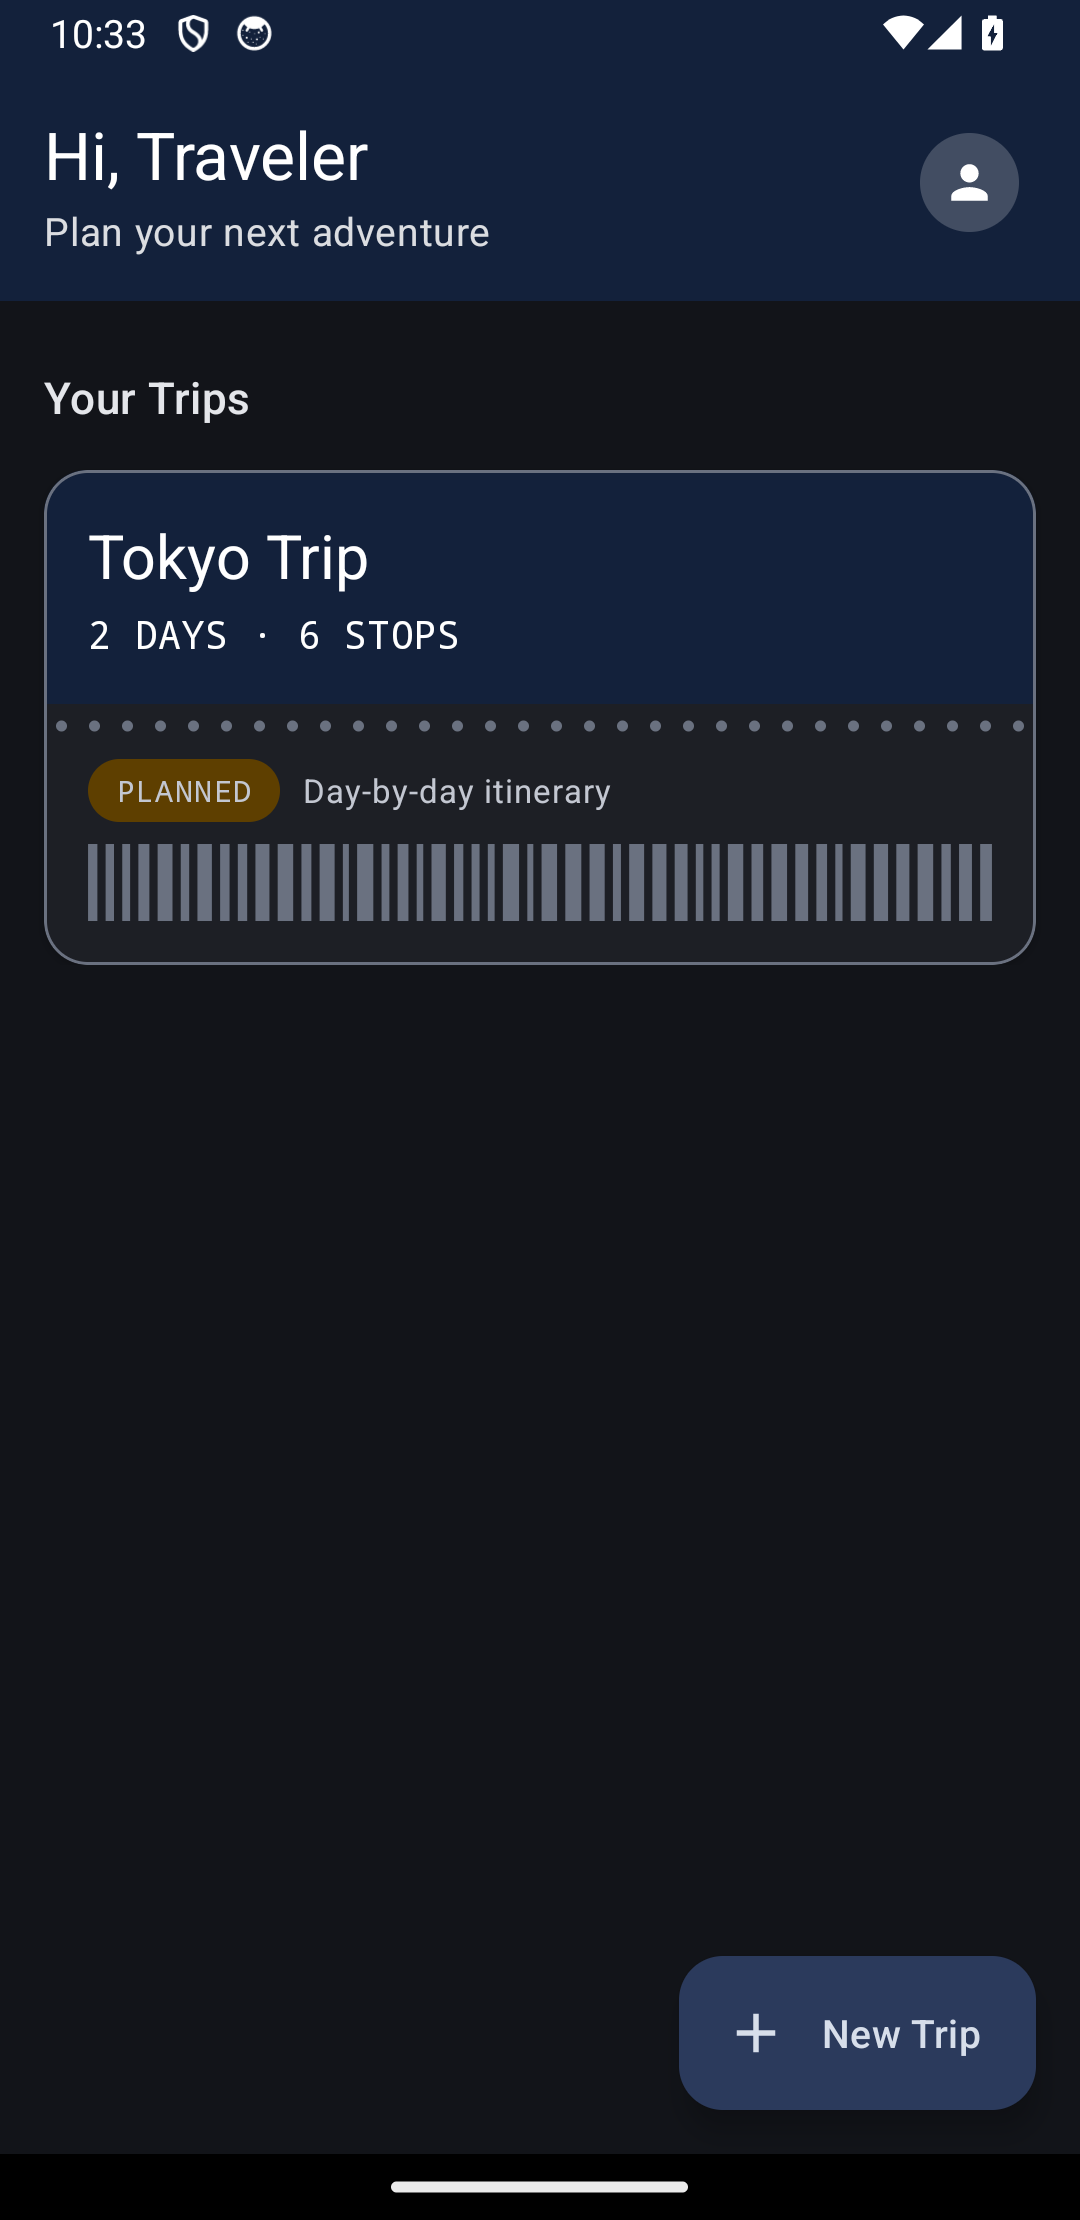 10:33
Hi, Traveler
Plan your next adventure
Your Trips
Tokyo Trip
2 DAYS · 6 STOPS
PLANNED Day-by-day itinerary
New Trip